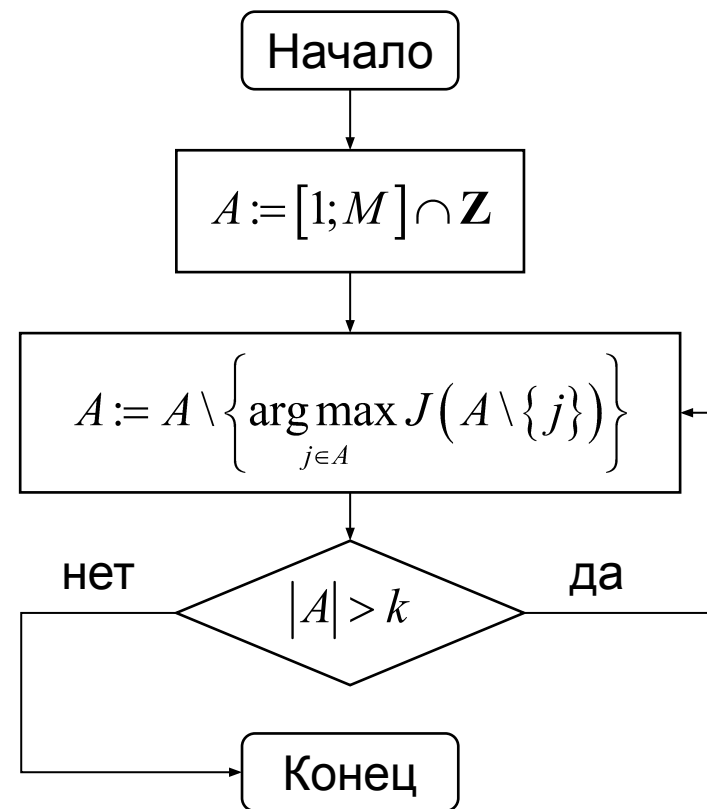 Начало
A := [1; M] ∩ Z
A := A \ { arg max J(A \ {j}) }
j∈A
нет
да
|A| > k
Конец